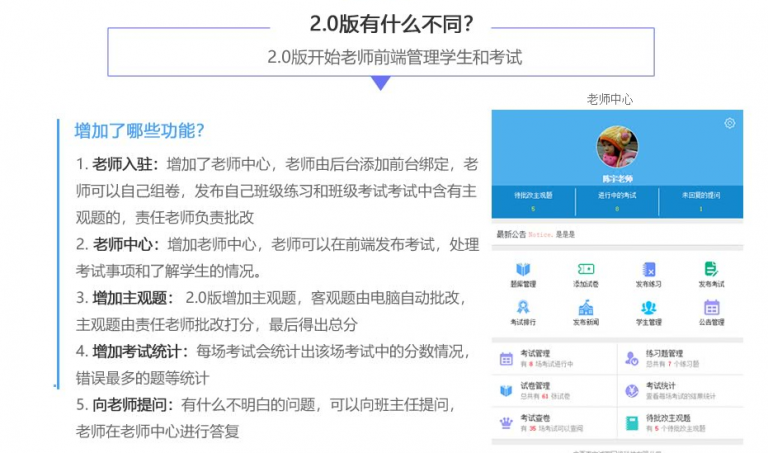 2.0版有什么不同?
2.0版开始老师前端管理学生和考试
增加了哪些功能?
1. 老师入驻：增加了老师中心，老师由后台添加前台绑定，老
师可以自己组卷，发布自己班级练习和班级考试考试中含有主
观题的，责任老师负责批改
2. 老师中心：增加老师中心，老师可以在前端发布考试，处理
考试事项和了解学生的情况。
3. 增加主观题： 2.0版增加主观题，客观题由电脑自动批改，
主观题由责任老师批改打分，最后得出总分
4. 增加考试统计：每场考试会统计出该场考试中的分数情况，
错误最多的题等统计
5. 向老师提问：有什么不明白的问题，可以向班主任提问，
老师在老师中心进行答复
老师中心
陈宇老师
待批改主观题 进行中的考试 未回复的提问
5 0 1
最新公告 Notice. 是是是
题库管理 添加试卷 发布练习 发布考试
考试排行 发布新闻 学生管理 公告管理
考试管理 练习题管理
有 8 场考试进行中 总共有 7 个练习题
试卷管理 考试统计
总共有 61 张试卷 查看每场考试的结果统计
考试查卷 待批改主观题
有 35 场考试可以查阅 有 5 个待批改主观题